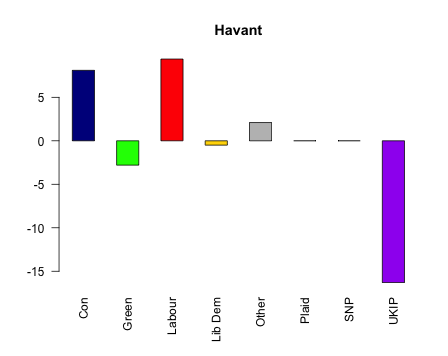 Havant
5
0
-5
-10
-15
Con
Green
Labour
Lib Dem
Other
Plaid
SNP
UKIP